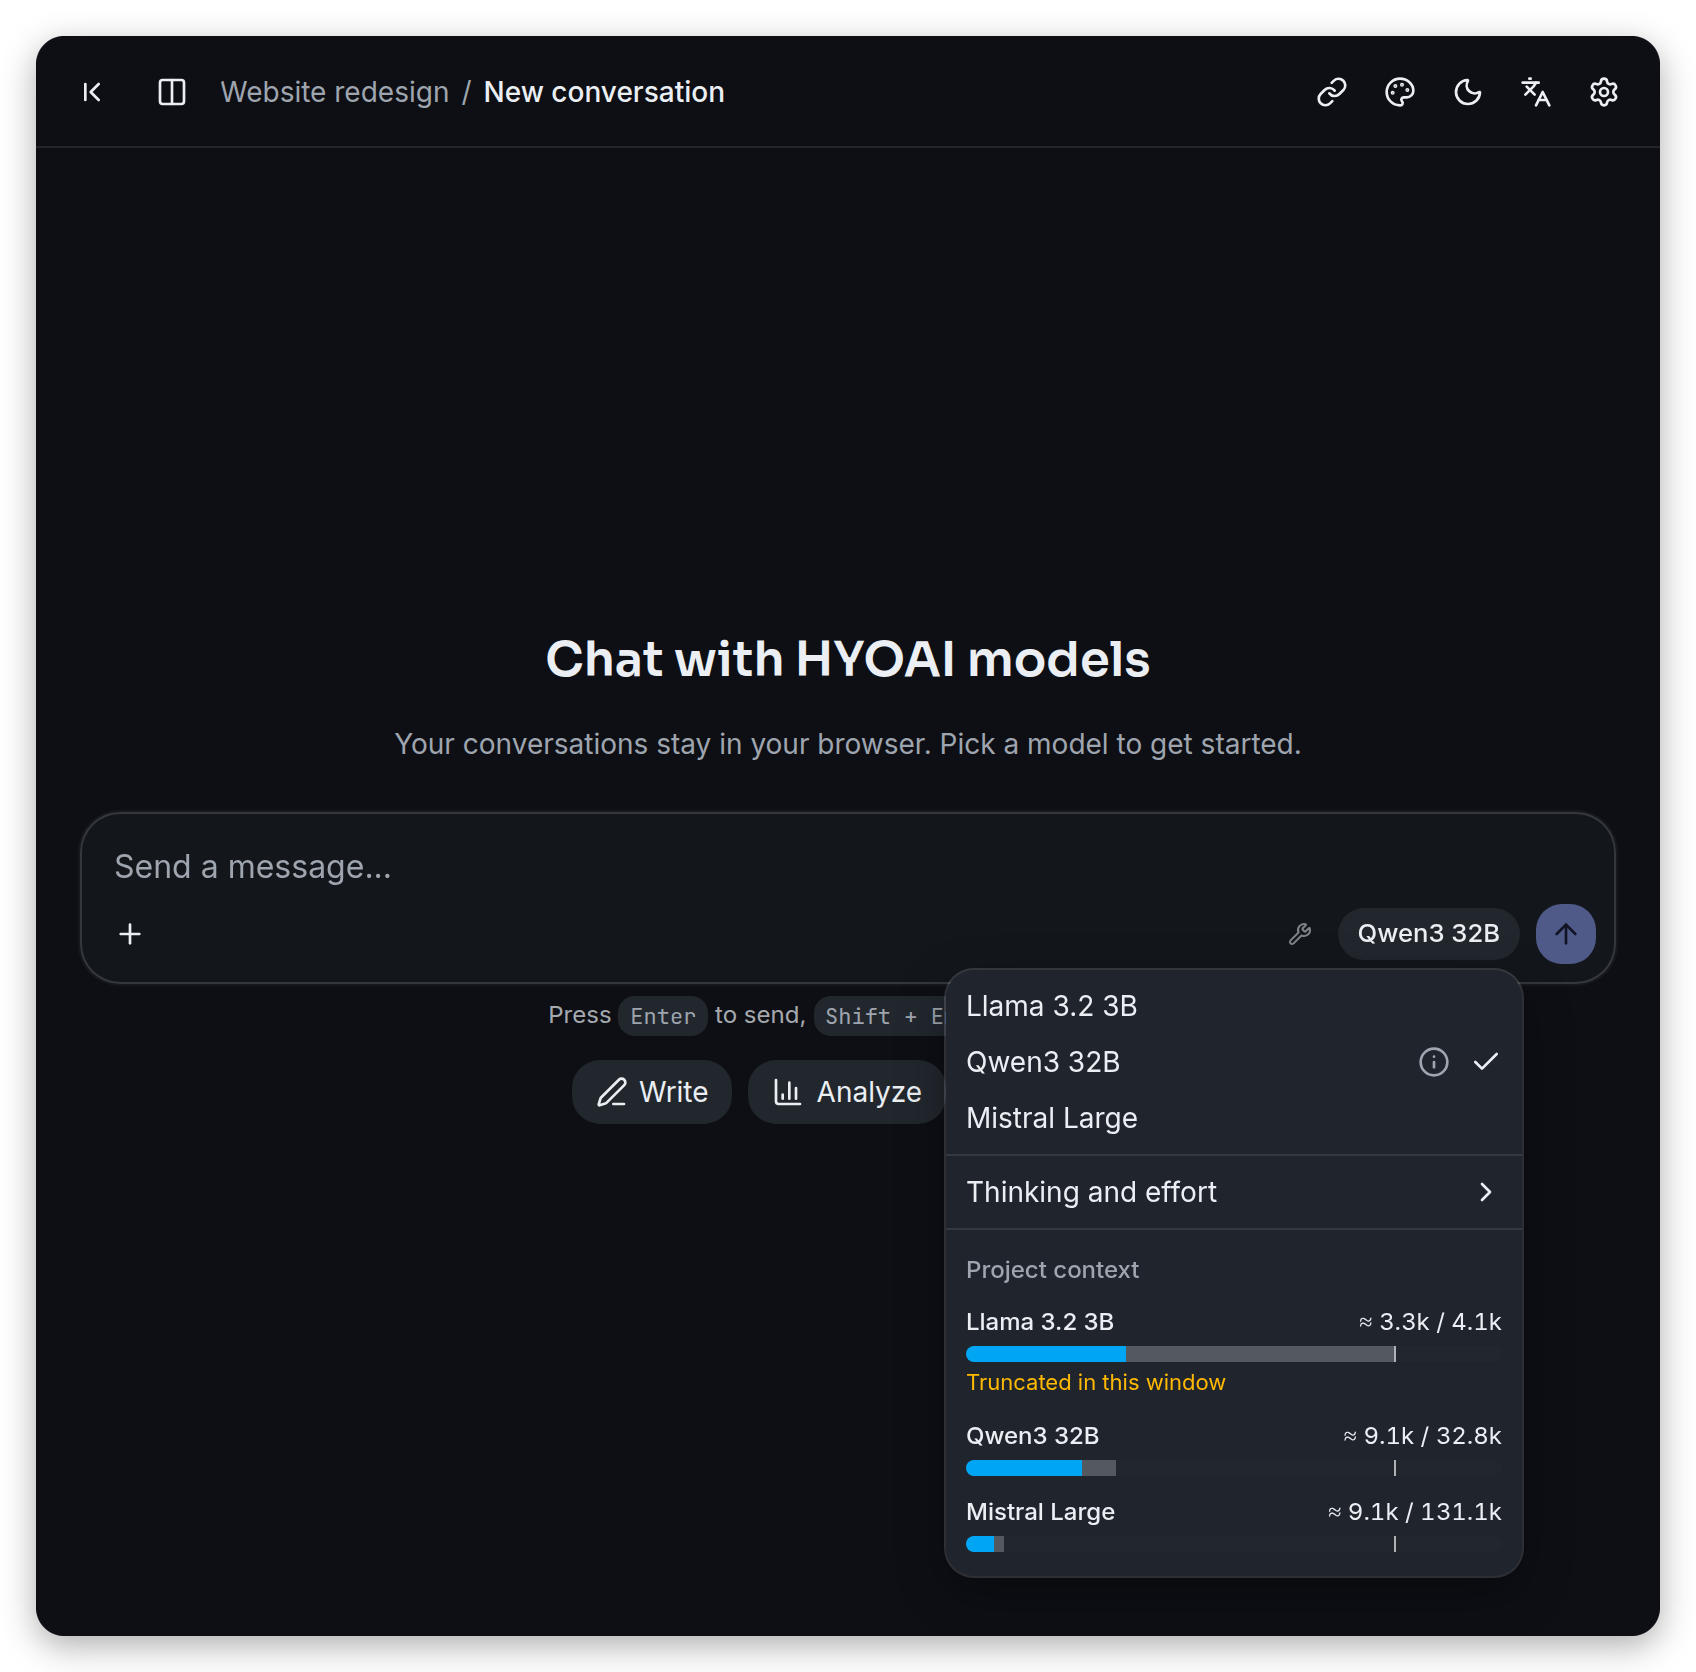 Website redesign / New conversation
Chat with HYOAI models
Your conversations stay in your browser. Pick a model to get started.
Send a message...
Qwen3 32B
Press Enter to send, Shift +
Write
Analyze
Llama 3.2 3B
Qwen3 32B
Mistral Large
Thinking and effort
Project context
Llama 3.2 3B ≈ 3.3k / 4.1k
Truncated in this window
Qwen3 32B ≈ 9.1k / 32.8k
Mistral Large ≈ 9.1k / 131.1k